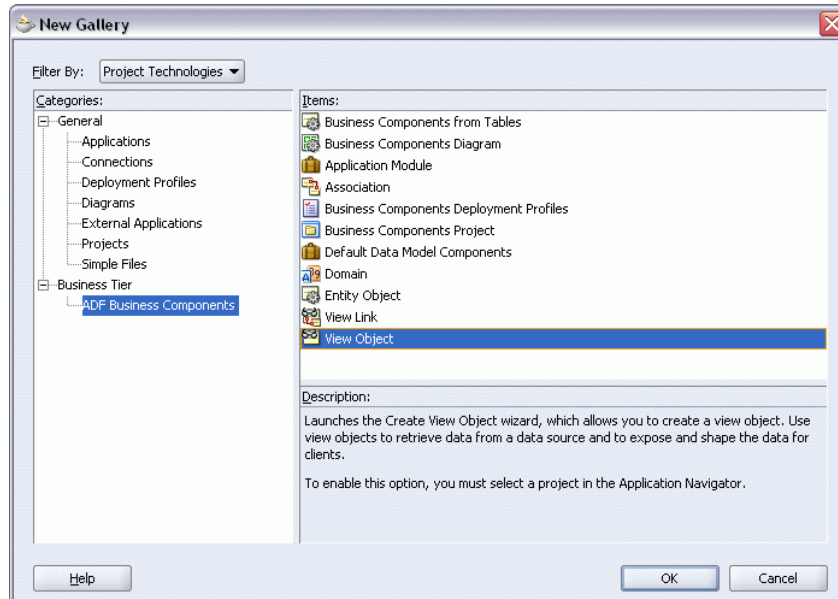 New Gallery
Filter By: Project Technologies
Categories:
General
Applications
Connections
Deployment Profiles
Diagrams
External Applications
Projects
Simple Files
Business Tier
ADF Business Components
Items:
Business Components from Tables
Business Components Diagram
Application Module
Association
Business Components Deployment Profiles
Business Components Project
Default Data Model Components
Domain
Entity Object
View Link
View Object
Description:
Launches the Create View Object wizard, which allows you to create a view object. Use
view objects to retrieve data from a data source and to expose and shape the data for
clients.
To enable this option, you must select a project in the Application Navigator.
Help
OK
Cancel